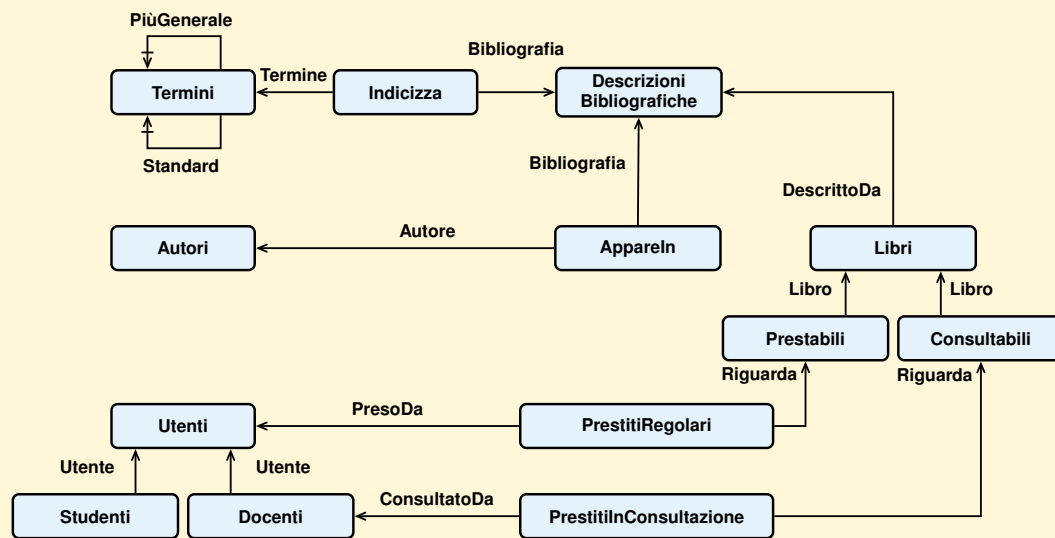 PiùGenerale
Bibliografia
Termine
Termini
Indicizza
Descrizioni
Bibliografiche
Standard
Bibliografia
DescrittoDa
Autore
Autori
AppareIn
Libri
Libro
Libro
Prestabili
Consultabili
Riguarda
Riguarda
PresoDa
Utenti
PrestitiRegolari
Utente
Utente
ConsultatoDa
Studenti
Docenti
PrestitiInConsultazione